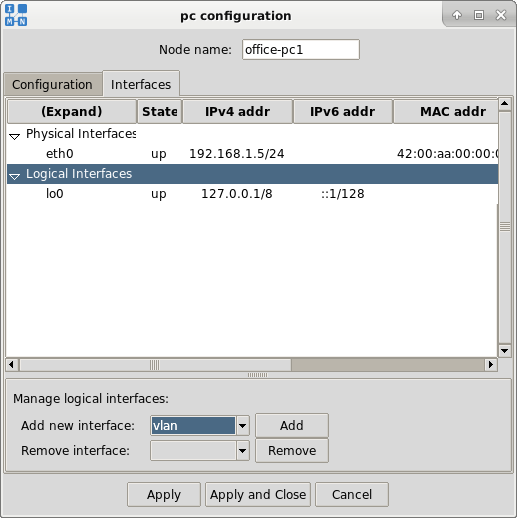 pc configuration
Node name: office-pc1
Configuration Interfaces
(Expand) State IPv4 addr IPv6 addr MAC addr
Physical Interfaces
eth0 up 192.168.1.5/24 42:00:aa:00:00:0
Logical Interfaces
lo0 up 127.0.0.1/8 ::1/128
Manage logical interfaces:
Add new interface: vlan Add
Remove interface: Remove
Apply Apply and Close Cancel